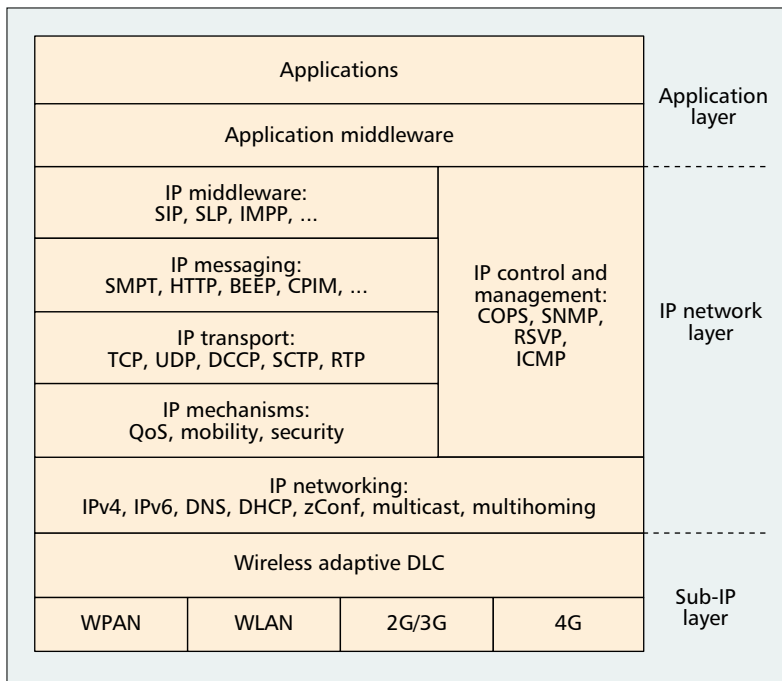 Applications
Application middleware
Application
layer
IP middleware:
SIP, SLP, IMPP, ...
IP messaging:
SMPT, HTTP, BEEP, CPIM, ...
IP transport:
TCP, UDP, DCCP, SCTP, RTP
IP mechanisms:
QoS, mobility, security
IP control and
management:
COPS, SNMP,
RSVP,
ICMP
IP network
layer
IP networking:
IPv4, IPv6, DNS, DHCP, zConf, multicast, multihoming
Wireless adaptive DLC
WPAN
WLAN
2G/3G
4G
Sub-IP
layer